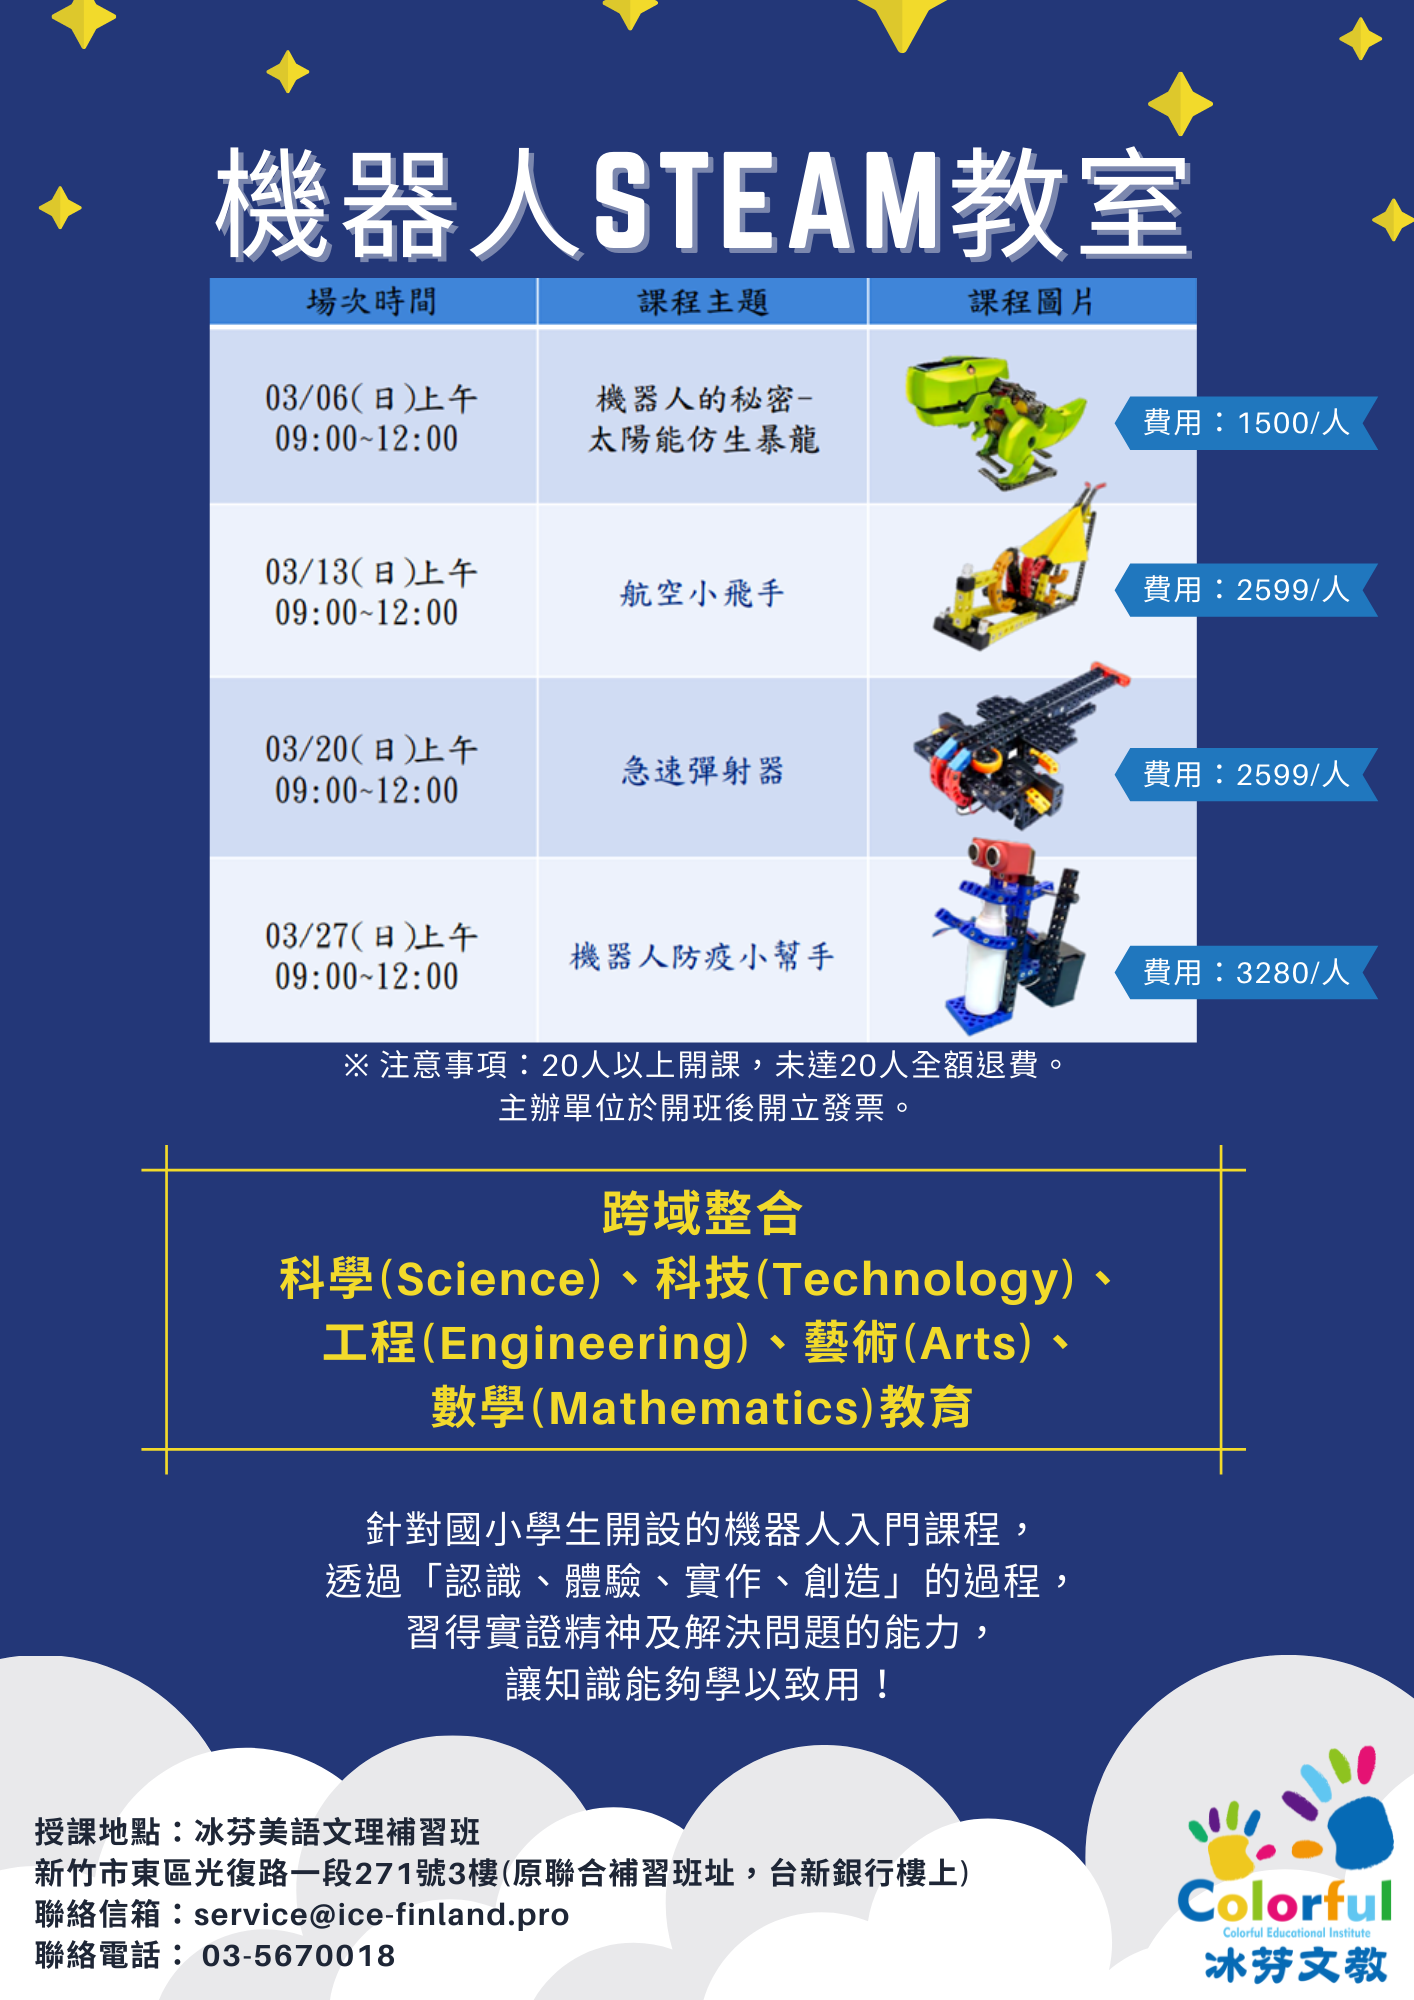 機器人STEAM教室
場次時間 課程主題 課程圖片
03/06(日)上午
09:00~12:00
機器人的秘密-
太陽能仿生暴龍
費用：1500/人
03/13(日)上午
09:00~12:00
航空小飛手
費用：2599/人
03/20(日)上午
09:00~12:00
急速彈射器
費用：2599/人
03/27(日)上午
09:00~12:00
機器人防疫小幫手
費用：3280/人
※ 注意事項：20人以上開課，未達20人全額退費。
主辦單位於開班後開立發票。
跨域整合
科學(Science)、科技(Technology)、
工程(Engineering)、藝術(Arts)、
數學(Mathematics)教育
針對國小學生開設的機器人入門課程，
透過「認識、體驗、實作、創造」的過程，
習得實證精神及解決問題的能力，
讓知識能夠學以致用！
授課地點：冰芬美語文理補習班
新竹市東區光復路一段271號3樓(原聯合補習班址，台新銀行樓上)
聯絡信箱：service@ice-finland.pro
聯絡電話： 03-5670018
Colorful
Colorful Educational Institute
冰芬文教